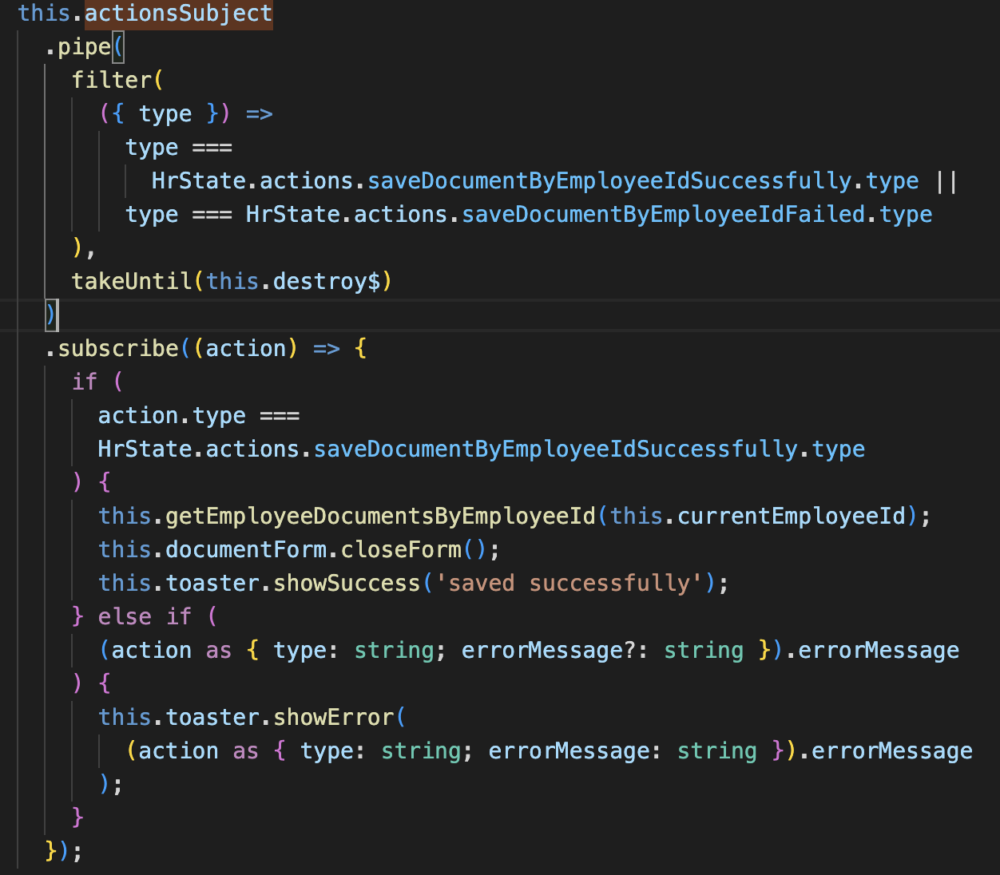 this.actionsSubject
.pipe(
filter(
({ type }) =>
type ===
HrState.actions.saveDocumentByEmployeeIdSuccessfully.type ||
type === HrState.actions.saveDocumentByEmployeeIdFailed.type
),
takeUntil(this.destroy$)
)
.subscribe((action) => {
if (
action.type ===
HrState.actions.saveDocumentByEmployeeIdSuccessfully.type
) {
this.getEmployeeDocumentsByEmployeeId(this.currentEmployeeId);
this.documentForm.closeForm();
this.toaster.showSuccess('saved successfully');
} else if (
(action as { type: string; errorMessage?: string }).errorMessage
) {
this.toaster.showError(
(action as { type: string; errorMessage: string }).errorMessage
);
}
});